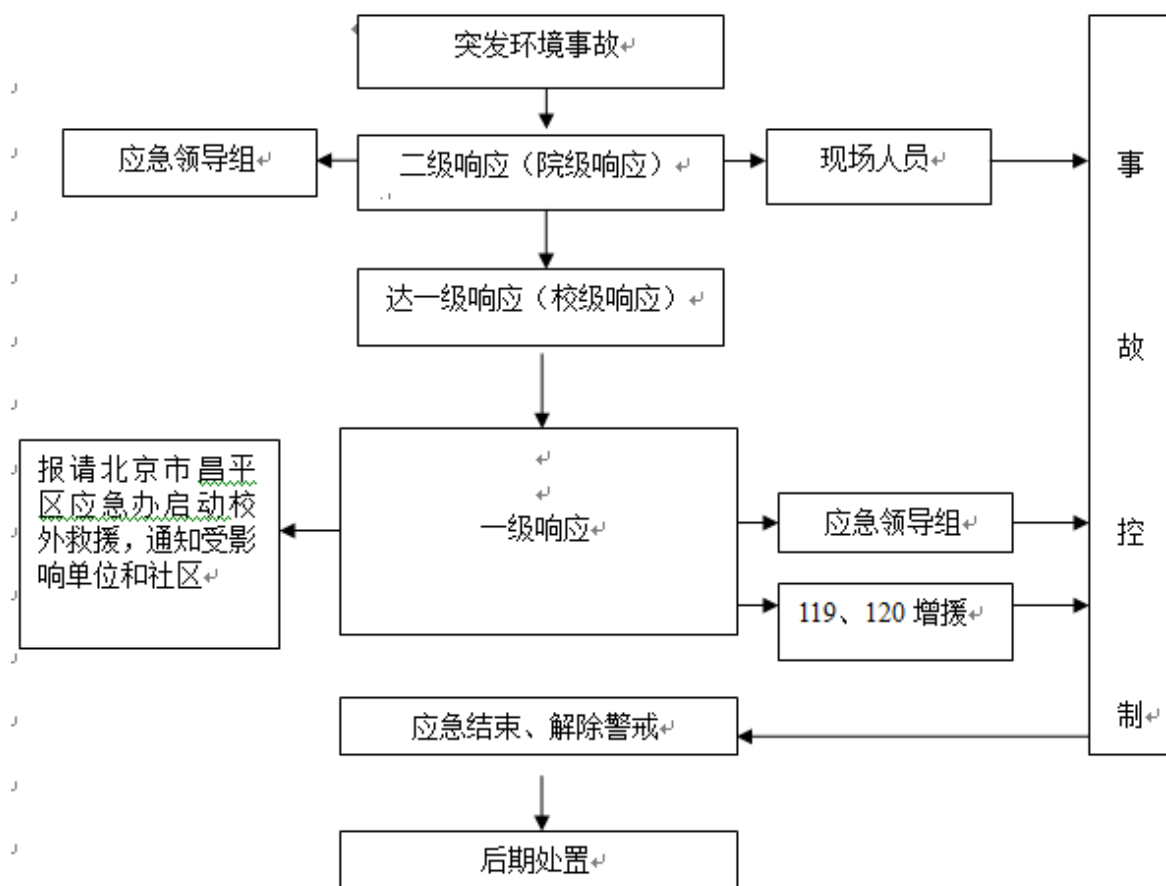 突发环境事故
应急领导组
二级响应（院级响应）
现场人员
达一级响应（校级响应）
报请北京市昌平
区应急办启动校
外救援，通知受影
响单位和社区
一级响应
应急领导组
119、120 增援
事
故
控
制
应急结束、解除警戒
后期处置